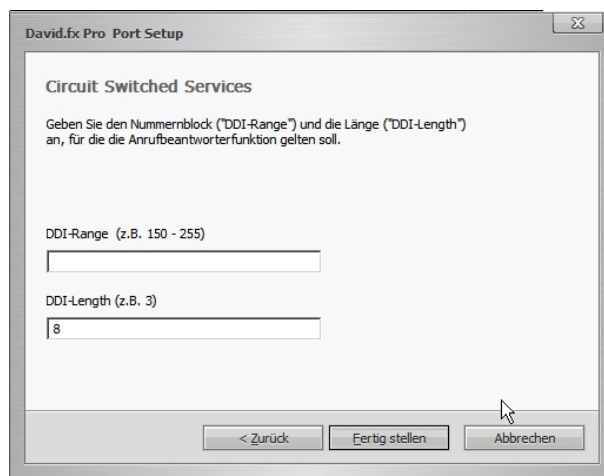 David.fx Pro Port Setup
Circuit Switched Services
Geben Sie den Nummernblock ("DDI-Range") und die Länge ("DDI-Length")
an, für die die Anrufbeantworterfunktion gelten soll.
DDI-Range (z.B. 150 - 255)
DDI-Length (z.B. 3)
8
< Zurück
Fertig stellen
Abbrechen